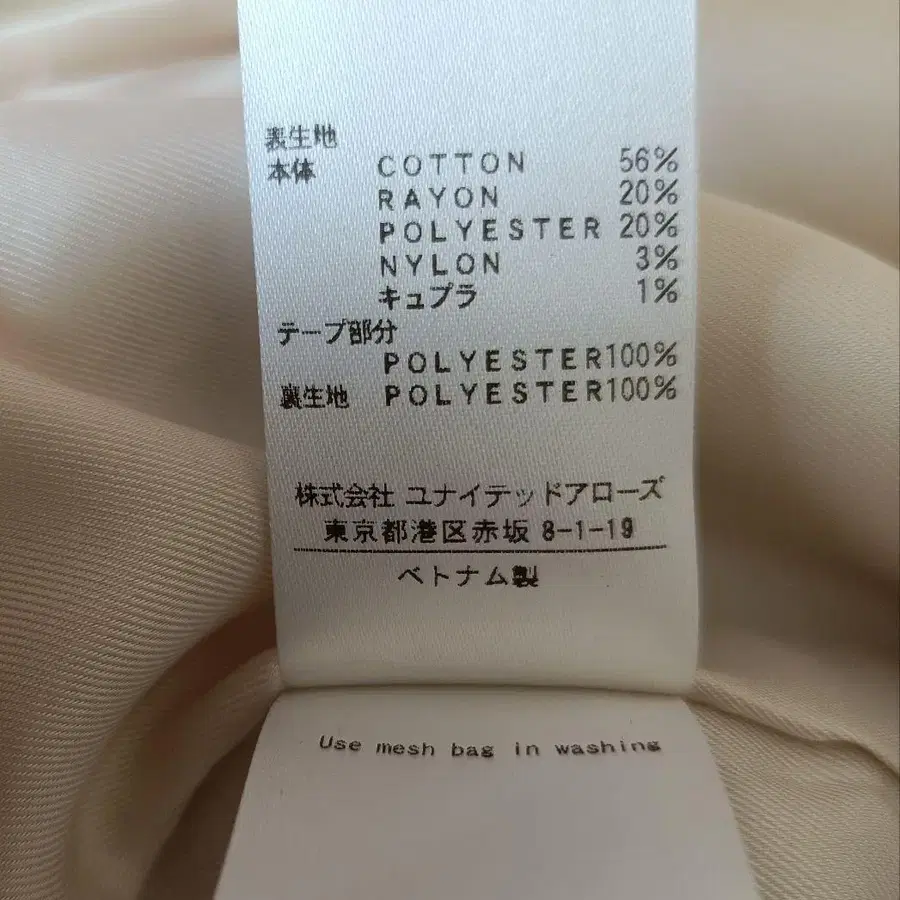 表生地
本体 COTTON 56%
RAYON 20%
POLYESTER 20%
NYLON 3%
キュプラ 1%
テープ部分
POLYESTER100%
裏生地 POLYESTER100%
株式会社 ユナイテッドアローズ
東京都港区赤坂 8-1-19
ベトナム製
Use mesh bag in washing